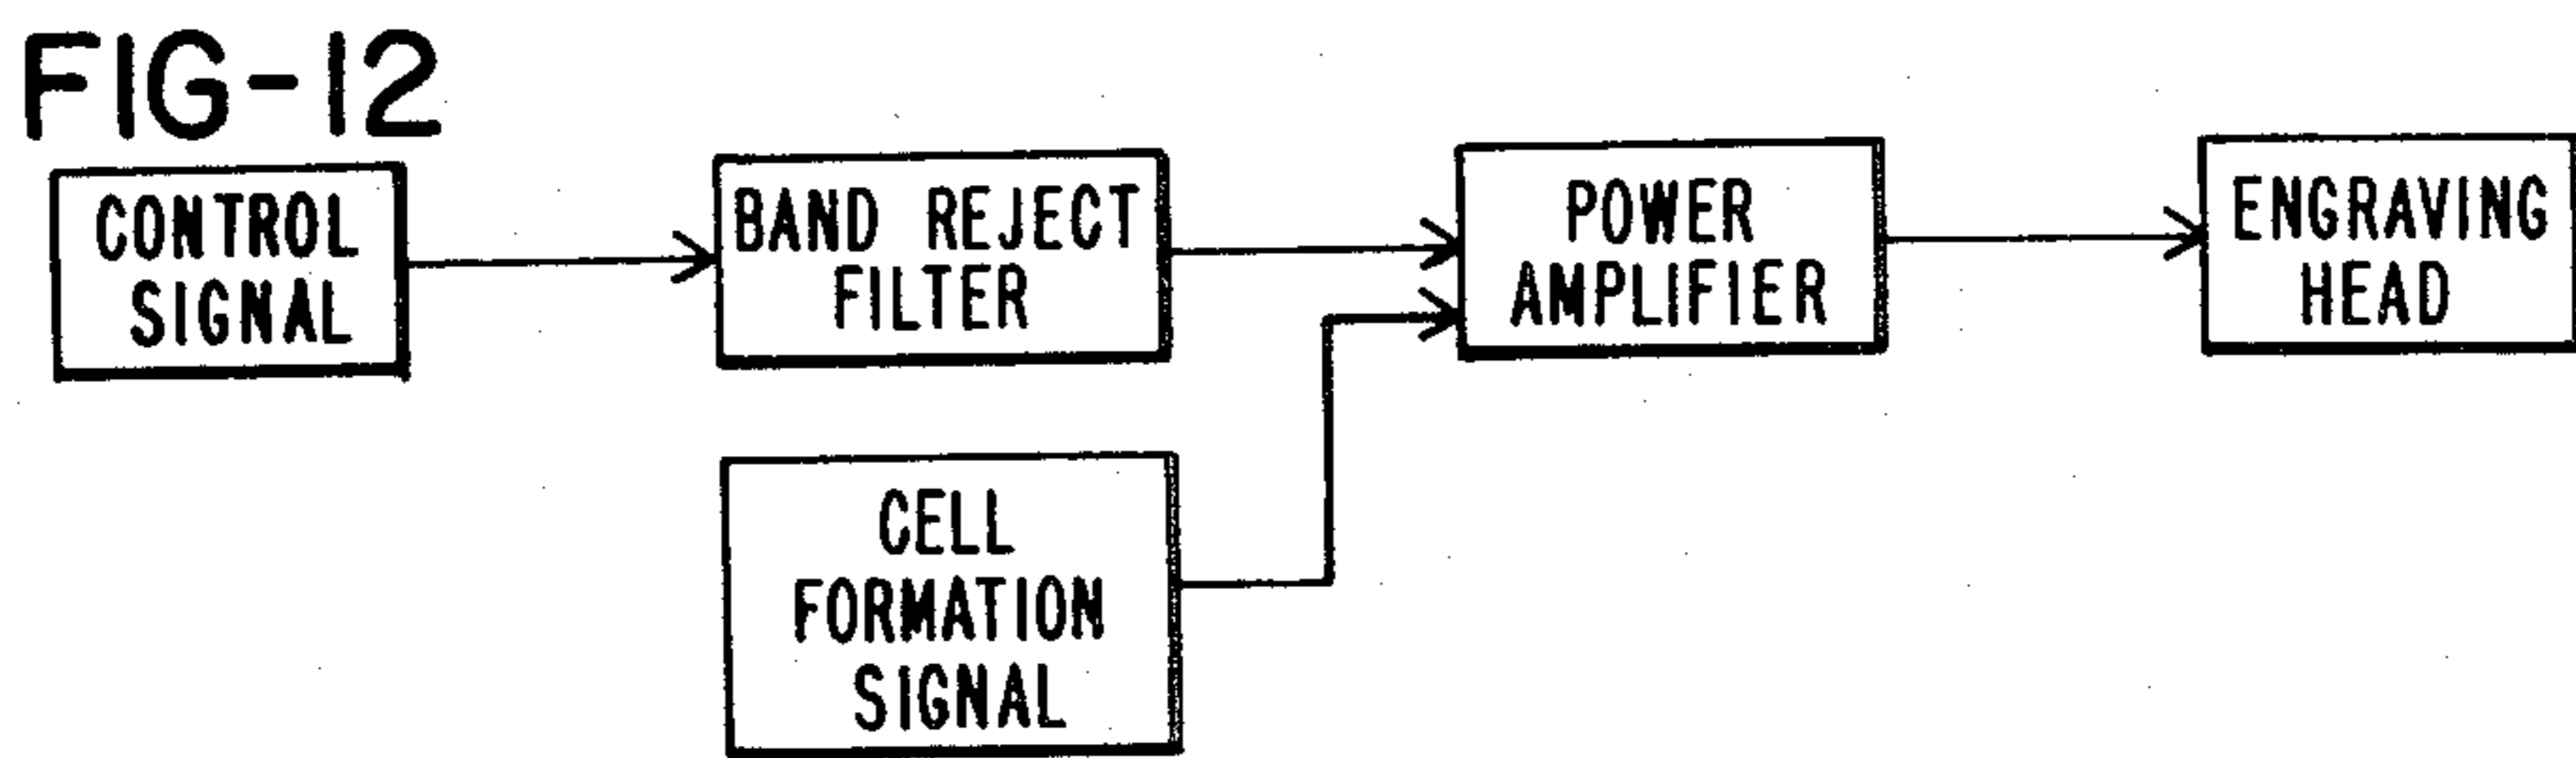 FIG-12
CONTROL
SIGNAL
BAND REJECT
FILTER
CELL
FORMATION
SIGNAL
POWER
AMPLIFIER
ENGRAVING
HEAD